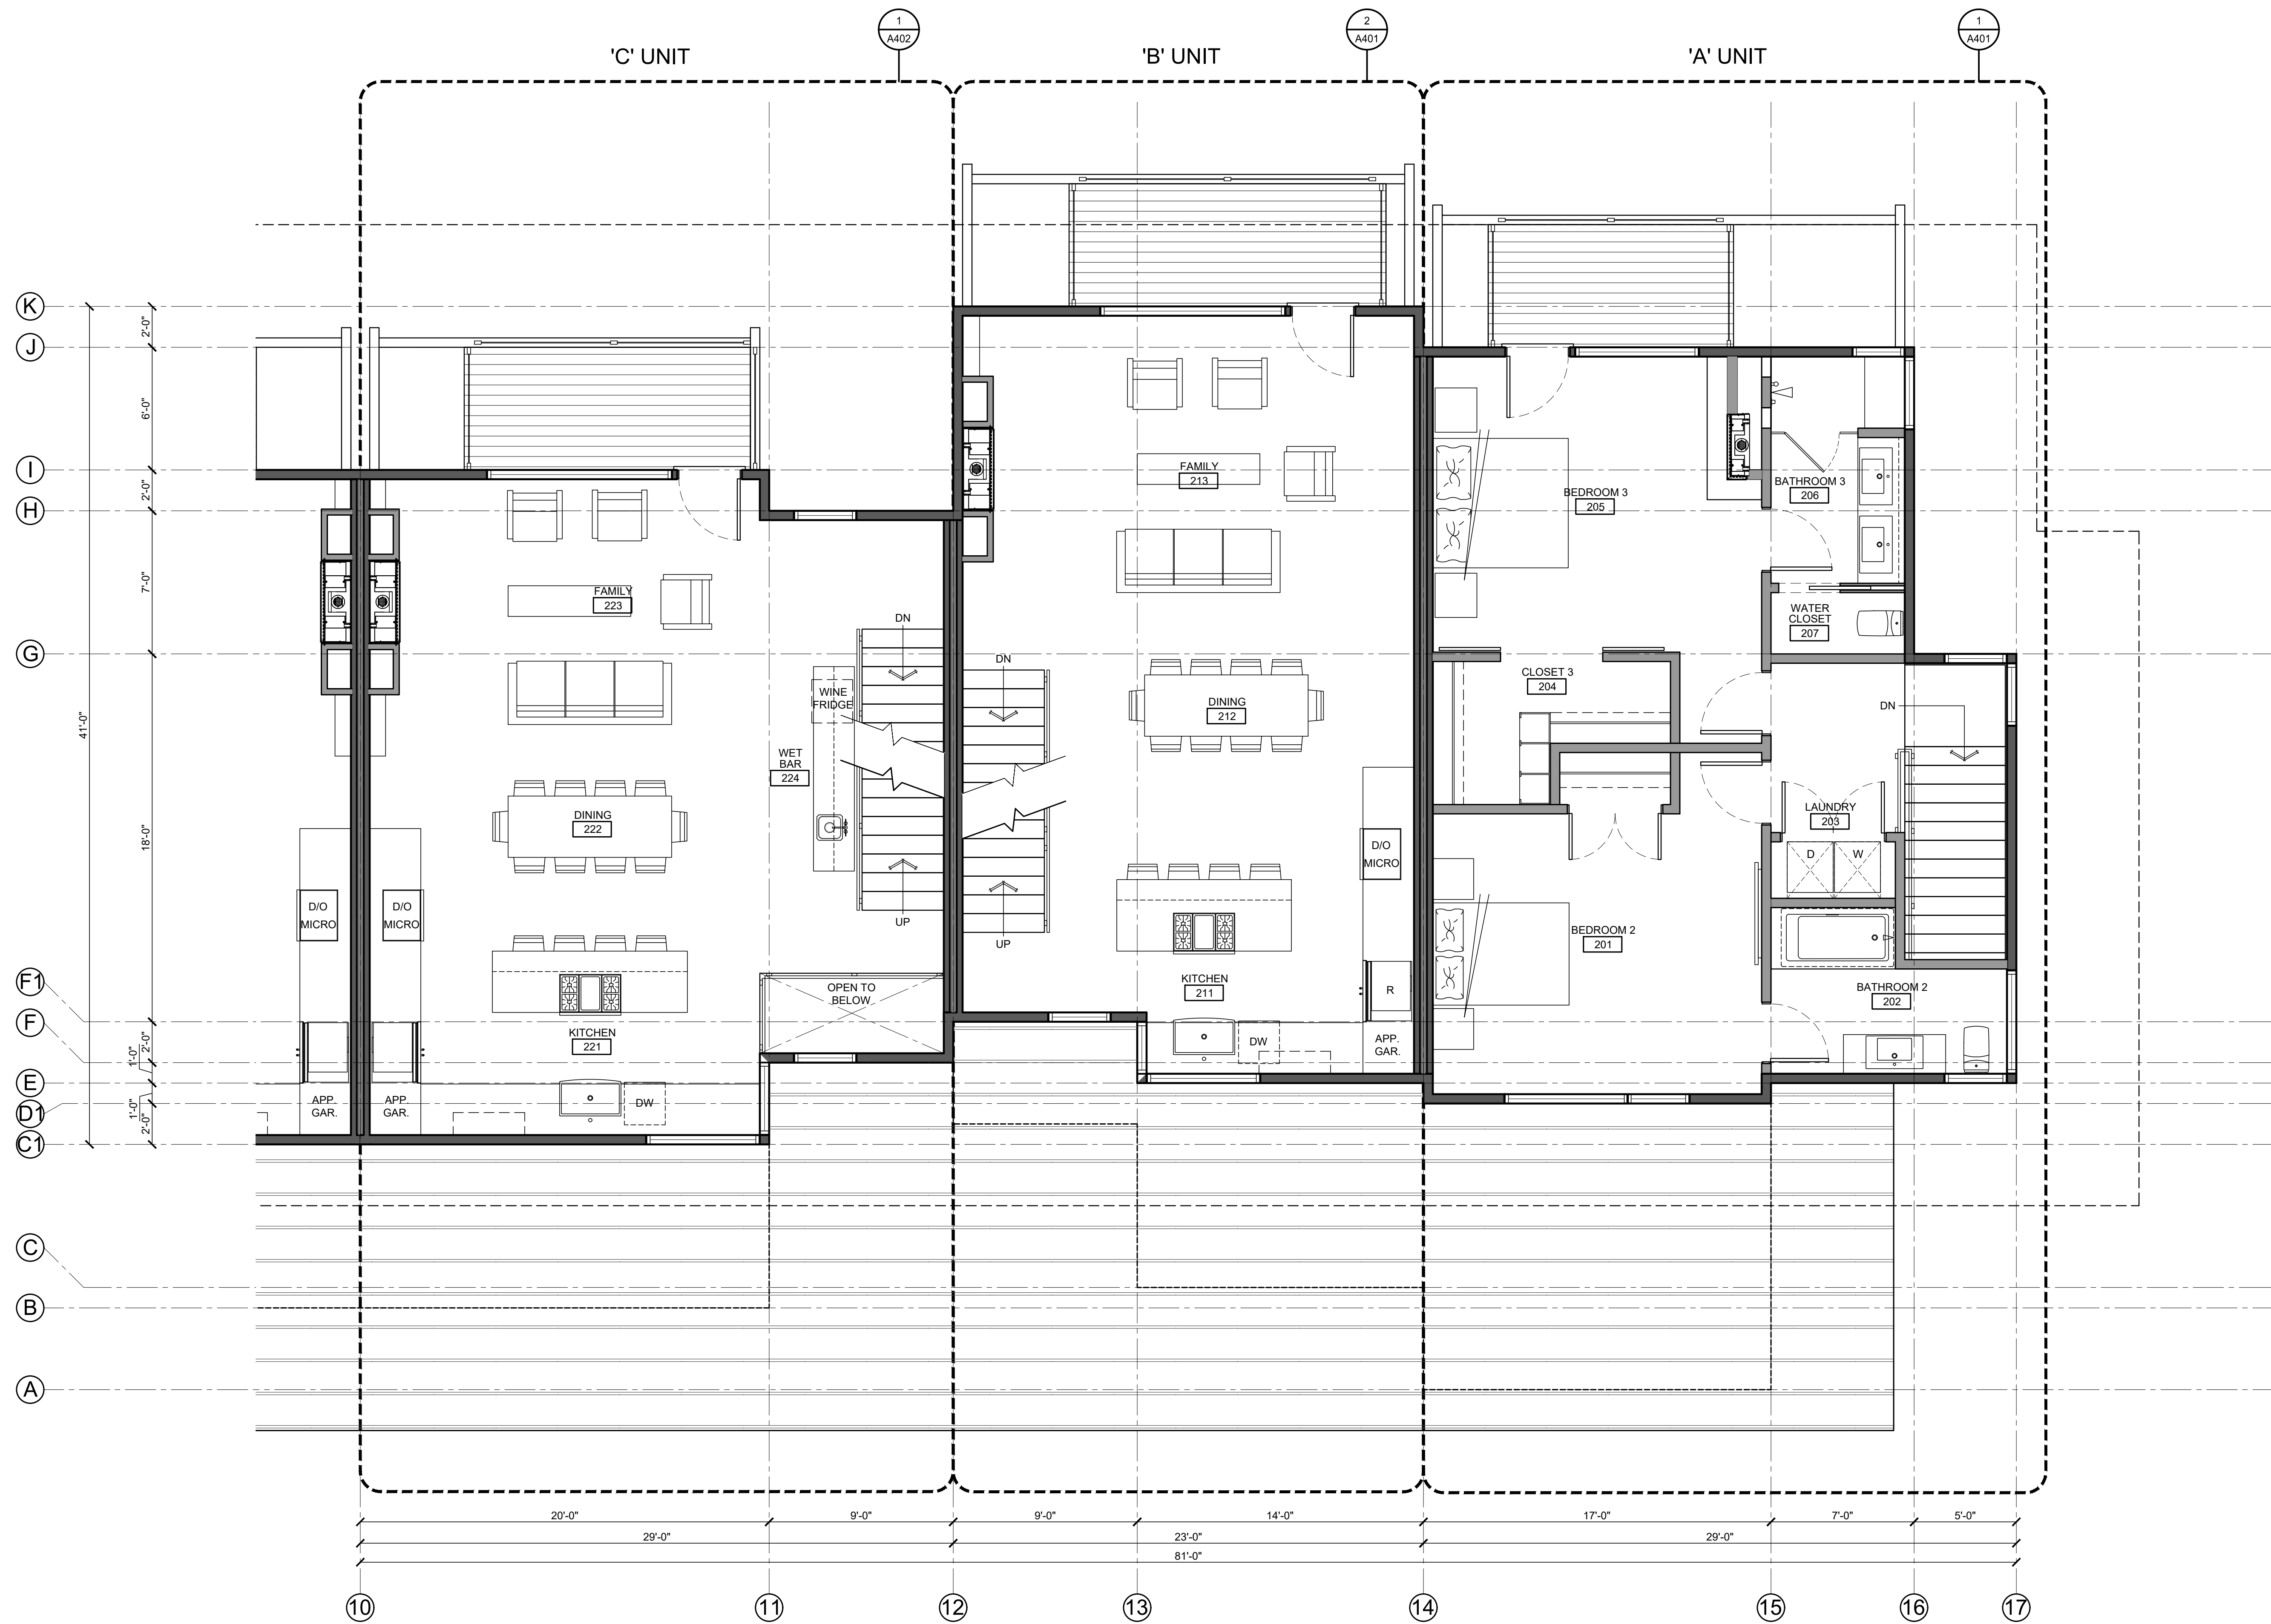 1
A402
2
A401
1
A401
'C' UNIT
'B' UNIT
'A' UNIT
K
J
I
H
G
F1
F
E
D1
C1
C
B
A
2'-0"
6'-0"
2'-0"
7'-0"
41'-0"
18'-0"
2'-0"
1'-0"
1'-0"
2'-0"
FAMILY
223
DN
WINE
FRIDGE
WET
BAR
224
DINING
222
UP
D/O
MICRO
D/O
MICRO
OPEN TO
BELOW
KITCHEN
221
APP.
GAR.
APP.
GAR.
DW
FAMILY
213
DN
DINING
212
D/O
MICRO
UP
KITCHEN
211
R
DW
APP.
GAR.
BEDROOM 3
205
BATHROOM 3
206
WATER
CLOSET
207
CLOSET 3
204
DN
LAUNDRY
203
D
W
BEDROOM 2
201
BATHROOM 2
202
20'-0"
9'-0"
9'-0"
14'-0"
17'-0"
7'-0"
5'-0"
29'-0"
23'-0"
29'-0"
81'-0"
10
11
12
13
14
15
16
17